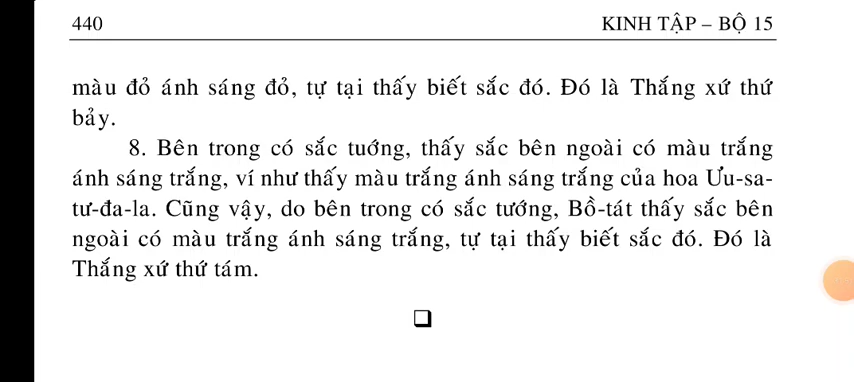 440 KINH TẬP – BỘ 15
màu đỏ ánh sáng đỏ, tự tại thấy biết sắc đó. Đó là Thắng xứ thứ
bảy.
8. Bên trong có sắc tuớng, thấy sắc bên ngoài có màu trắng
ánh sáng trắng, ví như thấy màu trắng ánh sáng trắng của hoa Ưu-sa-
tư-đa-la. Cũng vậy, do bên trong có sắc tướng, Bồ-tát thấy sắc bên
ngoài có màu trắng ánh sáng trắng, tự tại thấy biết sắc đó. Đó là
Thắng xứ thứ tám.